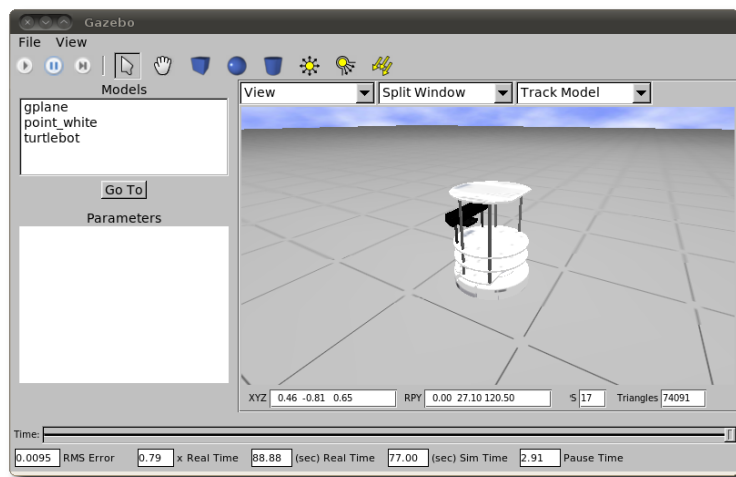 Gazebo
File View
Models
View Split Window Track Model
gplane
point_white
turtlebot
Go To
Parameters
XYZ 0.46 -0.81 0.65 RPY 0.00 27.10 120.50 'S 17 Triangles 74091
Time:
0.0095 RMS Error 0.79 x Real Time 88.88 (sec) Real Time 77.00 (sec) Sim Time 2.91 Pause Time